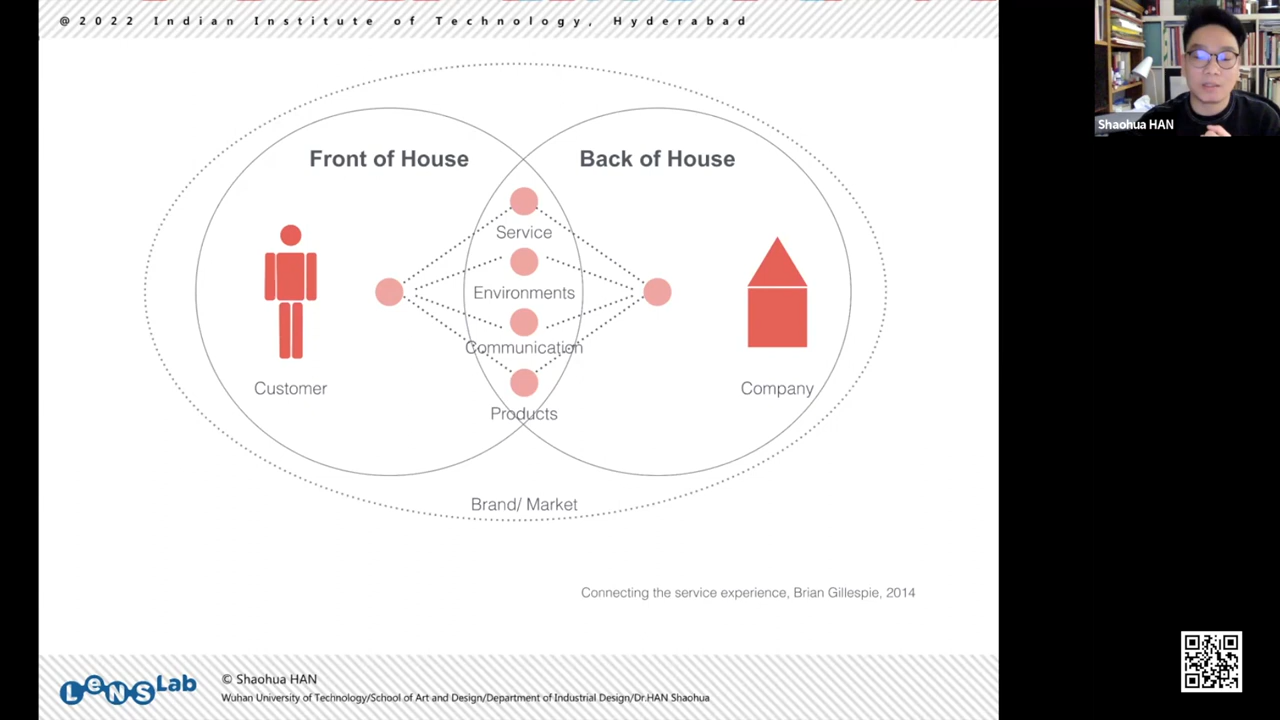 @2022 Indian Institute of Technology, Hyderabad
Shaohua HAN
Front of House
Back of House
Service
Environments
Communication
Products
Customer
Company
Brand/ Market
Connecting the service experience, Brian Gillespie, 2014
LeNS Lab
© Shaohua HAN
Wuhan University of Technology/School of Art and Design/Department of Industrial Design/Dr.HAN Shaohua